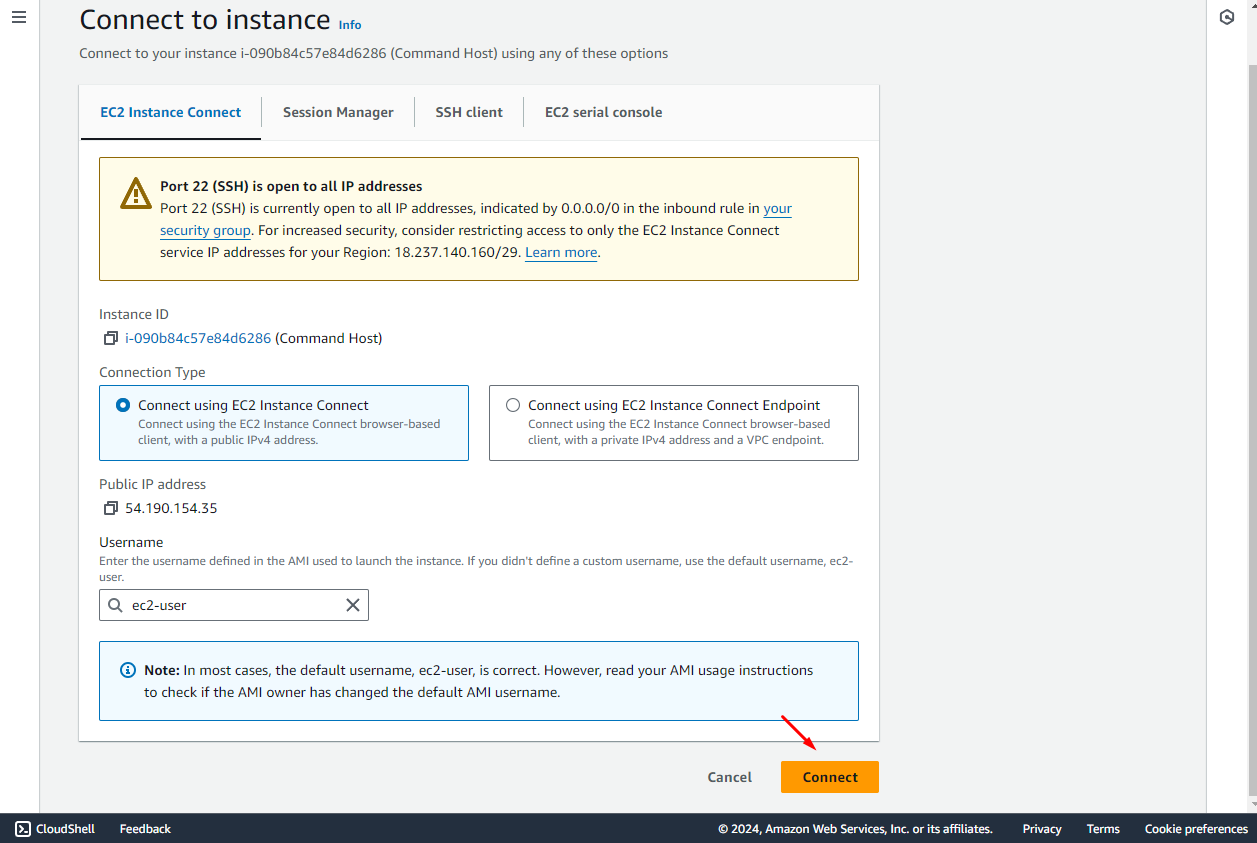 Connect to instance Info
Connect to your instance i-090b84c57e84d6286 (Command Host) using any of these options
EC2 Instance Connect
Session Manager
SSH client
EC2 serial console
Port 22 (SSH) is open to all IP addresses
Port 22 (SSH) is currently open to all IP addresses, indicated by 0.0.0.0/0 in the inbound rule in your
security group. For increased security, consider restricting access to only the EC2 Instance Connect
service IP addresses for your Region: 18.237.140.160/29. Learn more.
Instance ID
i-090b84c57e84d6286 (Command Host)
Connection Type
Connect using EC2 Instance Connect
Connect using the EC2 Instance Connect browser-based
client, with a public IPv4 address.
Connect using EC2 Instance Connect Endpoint
Connect using the EC2 Instance Connect browser-based
client, with a private IPv4 address and a VPC endpoint.
Public IP address
54.190.154.35
Username
Enter the username defined in the AMI used to launch the instance. If you didn't define a custom username, use the default username, ec2-
user.
ec2-user
Note: In most cases, the default username, ec2-user, is correct. However, read your AMI usage instructions
to check if the AMI owner has changed the default AMI username.
Cancel
Connect
CloudShell
Feedback
© 2024, Amazon Web Services, Inc. or its affiliates.
Privacy
Terms
Cookie preferences